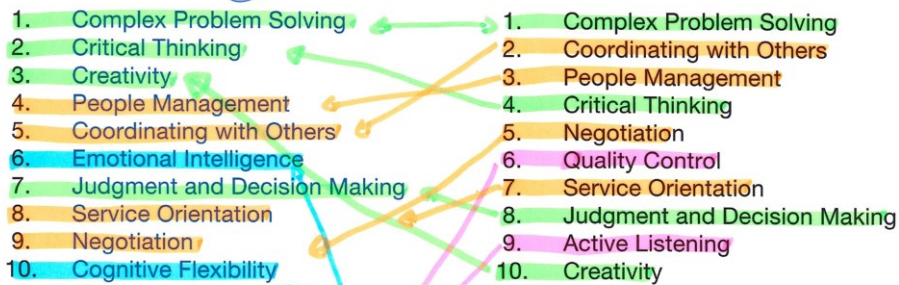 1. Complex Problem Solving
2. Critical Thinking
3. Creativity
4. People Management
5. Coordinating with Others
6. Emotional Intelligence
7. Judgment and Decision Making
8. Service Orientation
9. Negotiation
10. Cognitive Flexibility
1. Complex Problem Solving
2. Coordinating with Others
3. People Management
4. Critical Thinking
5. Negotiation
6. Quality Control
7. Service Orientation
8. Judgment and Decision Making
9. Active Listening
10. Creativity